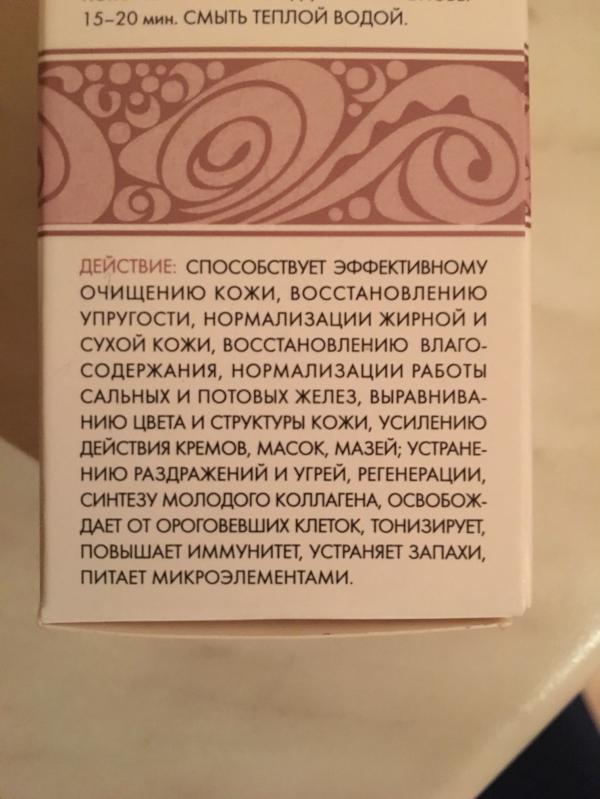 15–20 мин. СМЫТЬ ТЕПЛОЙ ВОДОЙ.
ДЕЙСТВИЕ: СПОСОБСТВУЕТ ЭФФЕКТИВНОМУ
ОЧИЩЕНИЮ КОЖИ, ВОССТАНОВЛЕНИЮ
УПРУГОСТИ, НОРМАЛИЗАЦИИ ЖИРНОЙ И
СУХОЙ КОЖИ, ВОССТАНОВЛЕНИЮ ВЛАГО-
СОДЕРЖАНИЯ, НОРМАЛИЗАЦИИ РАБОТЫ
САЛЬНЫХ И ПОТОВЫХ ЖЕЛЕЗ, ВЫРАВНИВА-
НИЮ ЦВЕТА И СТРУКТУРЫ КОЖИ, УСИЛЕНИЮ
ДЕЙСТВИЯ КРЕМОВ, МАСОК, МАЗЕЙ; УСТРАНЕ-
НИЮ РАЗДРАЖЕНИЙ И УГРЕЙ, РЕГЕНЕРАЦИИ,
СИНТЕЗУ МОЛОДОГО КОЛЛАГЕНА, ОСВОБОЖ-
ДАЕТ ОТ ОРОГОВЕВШИХ КЛЕТОК, ТОНИЗИРУЕТ,
ПОВЫШАЕТ ИММУНИТЕТ, УСТРАНЯЕТ ЗАПАХИ,
ПИТАЕТ МИКРОЭЛЕМЕНТАМИ.